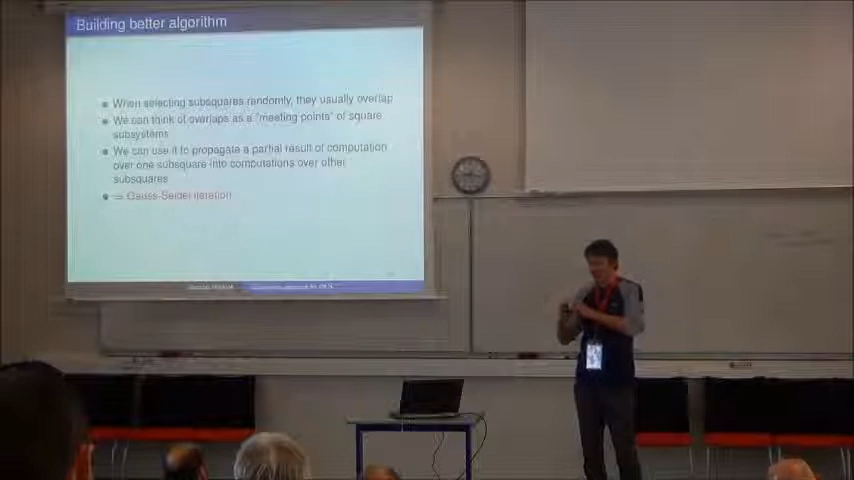 Building better algorithm
When selecting subsquares randomly, they usually overlap
We can think of overlaps as a "meeting points" of square
subsystems
We can use it to propagate a partial result of computation
over one subsquare into computations over other
subsquares
⇒ Gauss-Seidel iteration